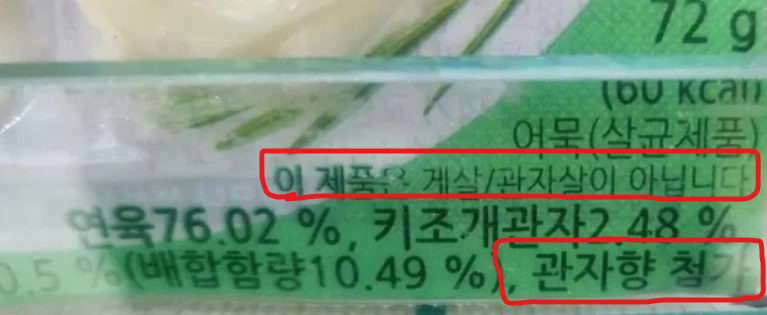 72 g
(60 kcal)
어묵(살균제품)
이 제품은 게살/관자살이 아닙니다
연육76.02 %, 키조개관자2.48 %
0.5 %(배합함량10.49 %), 관자향 첨가